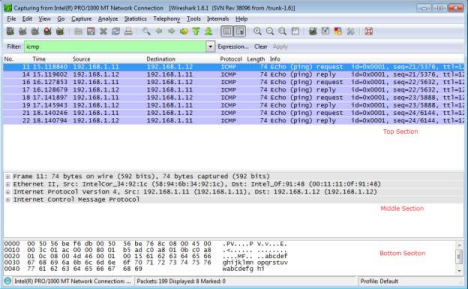 Capturing from Intel(R) PRO/1000 MT Network Connection [Wireshark 1.6.1 (SVN Rev 38096 from /trunk-1.6)]
File Edit View Go Capture Analyze Statistics Telephony Tools Internals Help
Filter: icmp Expression... Clear Apply
No. Time Source Destination Protocol Length Info
11 15.118840 192.168.1.11 192.168.1.12 ICMP 74 Echo (ping) request id=0x0001, seq=21/5376, ttl=12
14 15.119602 192.168.1.12 192.168.1.11 ICMP 74 Echo (ping) reply id=0x0001, seq=21/5376, ttl=12
16 16.127853 192.168.1.11 192.168.1.12 ICMP 74 Echo (ping) request id=0x0001, seq=22/5632, ttl=12
17 16.128679 192.168.1.12 192.168.1.11 ICMP 74 Echo (ping) reply id=0x0001, seq=22/5632, ttl=12
18 17.141897 192.168.1.11 192.168.1.12 ICMP 74 Echo (ping) request id=0x0001, seq=23/5888, ttl=12
19 17.145943 192.168.1.12 192.168.1.11 ICMP 74 Echo (ping) reply id=0x0001, seq=23/5888, ttl=12
21 18.140246 192.168.1.11 192.168.1.12 ICMP 74 Echo (ping) request id=0x0001, seq=24/6144, ttl=12
22 18.140794 192.168.1.12 192.168.1.11 ICMP 74 Echo (ping) reply id=0x0001, seq=24/6144, ttl=12
Top Section
Frame 11: 74 bytes on wire (592 bits), 74 bytes captured (592 bits)
Ethernet II, Src: IntelCor_34:92:1c (58:94:6b:34:92:1c), Dst: Intel_0f:91:48 (00:11:11:0f:91:48)
Internet Protocol Version 4, Src: 192.168.1.11 (192.168.1.11), Dst: 192.168.1.12 (192.168.1.12)
Internet Control Message Protocol
Middle Section
0000 00 50 56 be f6 db 00 50 56 be 76 8c 08 00 45 00 .PV....P V.v...E.
0010 00 3c 01 ac 00 00 80 01 b5 ad c0 a8 01 0b c0 a8
0020 01 0c 08 00 4d 46 00 01 00 15 61 62 63 64 65 66 ....MF.. ..abcdef
0030 67 68 69 6a 6b 6c 6d 6e 6f 70 71 72 73 74 75 76 ghijklmn opqrstuv
0040 77 61 62 63 64 65 66 67 68 69 wabcdefg hi
Bottom Seciton
Intel(R) PRO/1000 MT Network Connection: ... Packets: 189 Displayed: 8 Marked: 0 Profile: Default